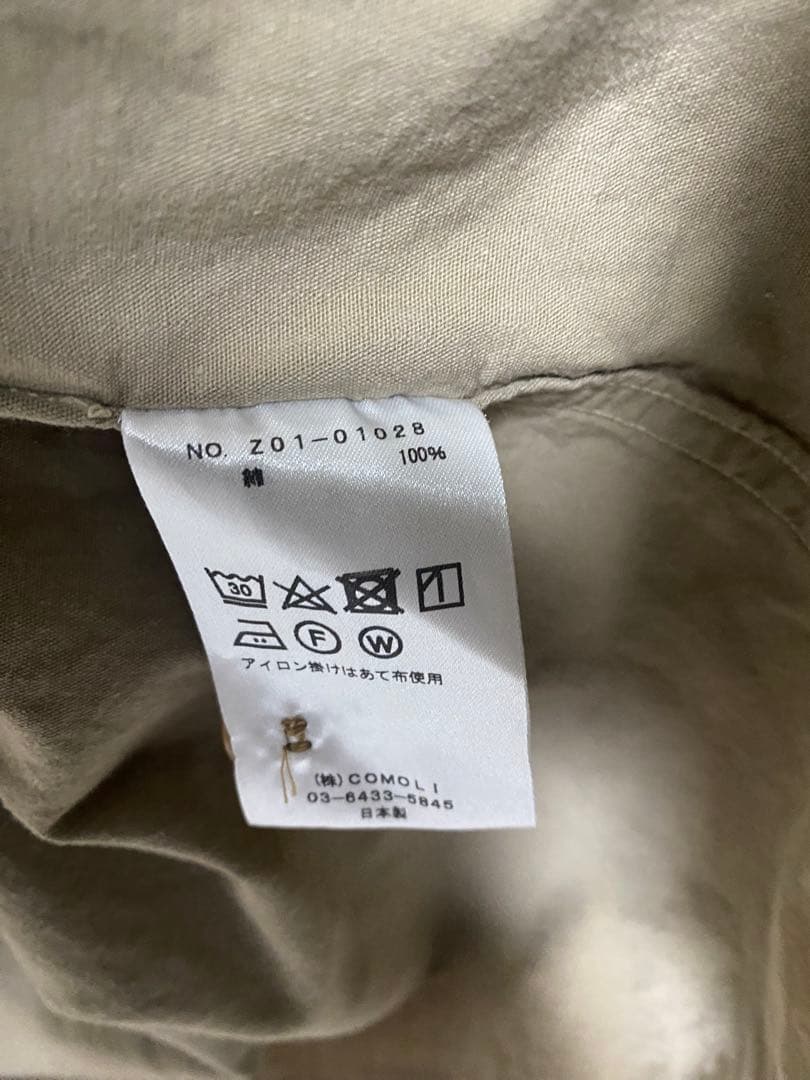 NO. Z01-01028
綿 100%
30
F W
アイロン掛けはあて布使用
(株)COMOLI
03-6433-5845
日本製